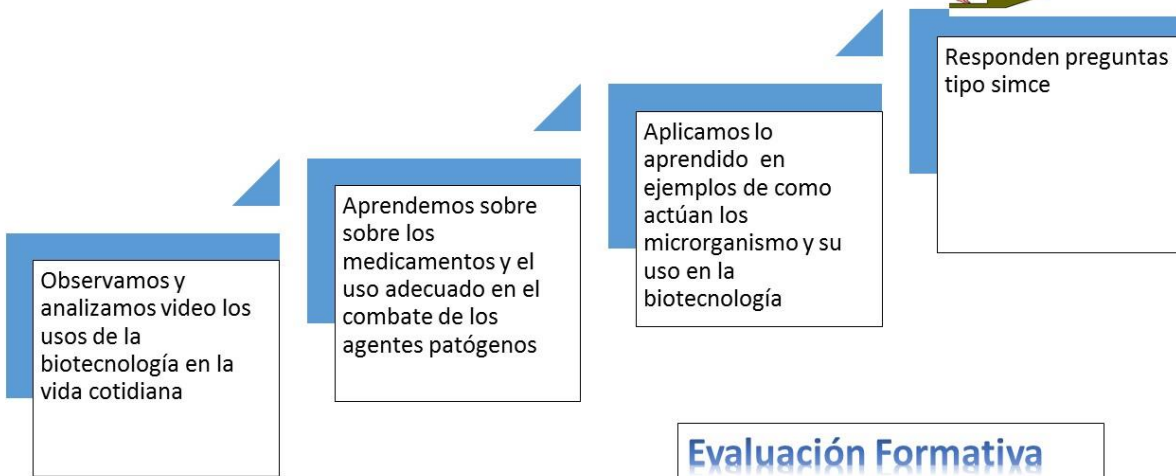 Observamos y
analizamos video los
usos de la
biotecnología en la
vida cotidiana
Aprendemos sobre
sobre los
medicamentos y el
uso adecuado en el
combate de los
agentes patógenos
Aplicamos lo
aprendido en
ejemplos de como
actúan los
microrganismo y su
uso en la
biotecnología
Responden preguntas
tipo simce
Evaluación Formativa